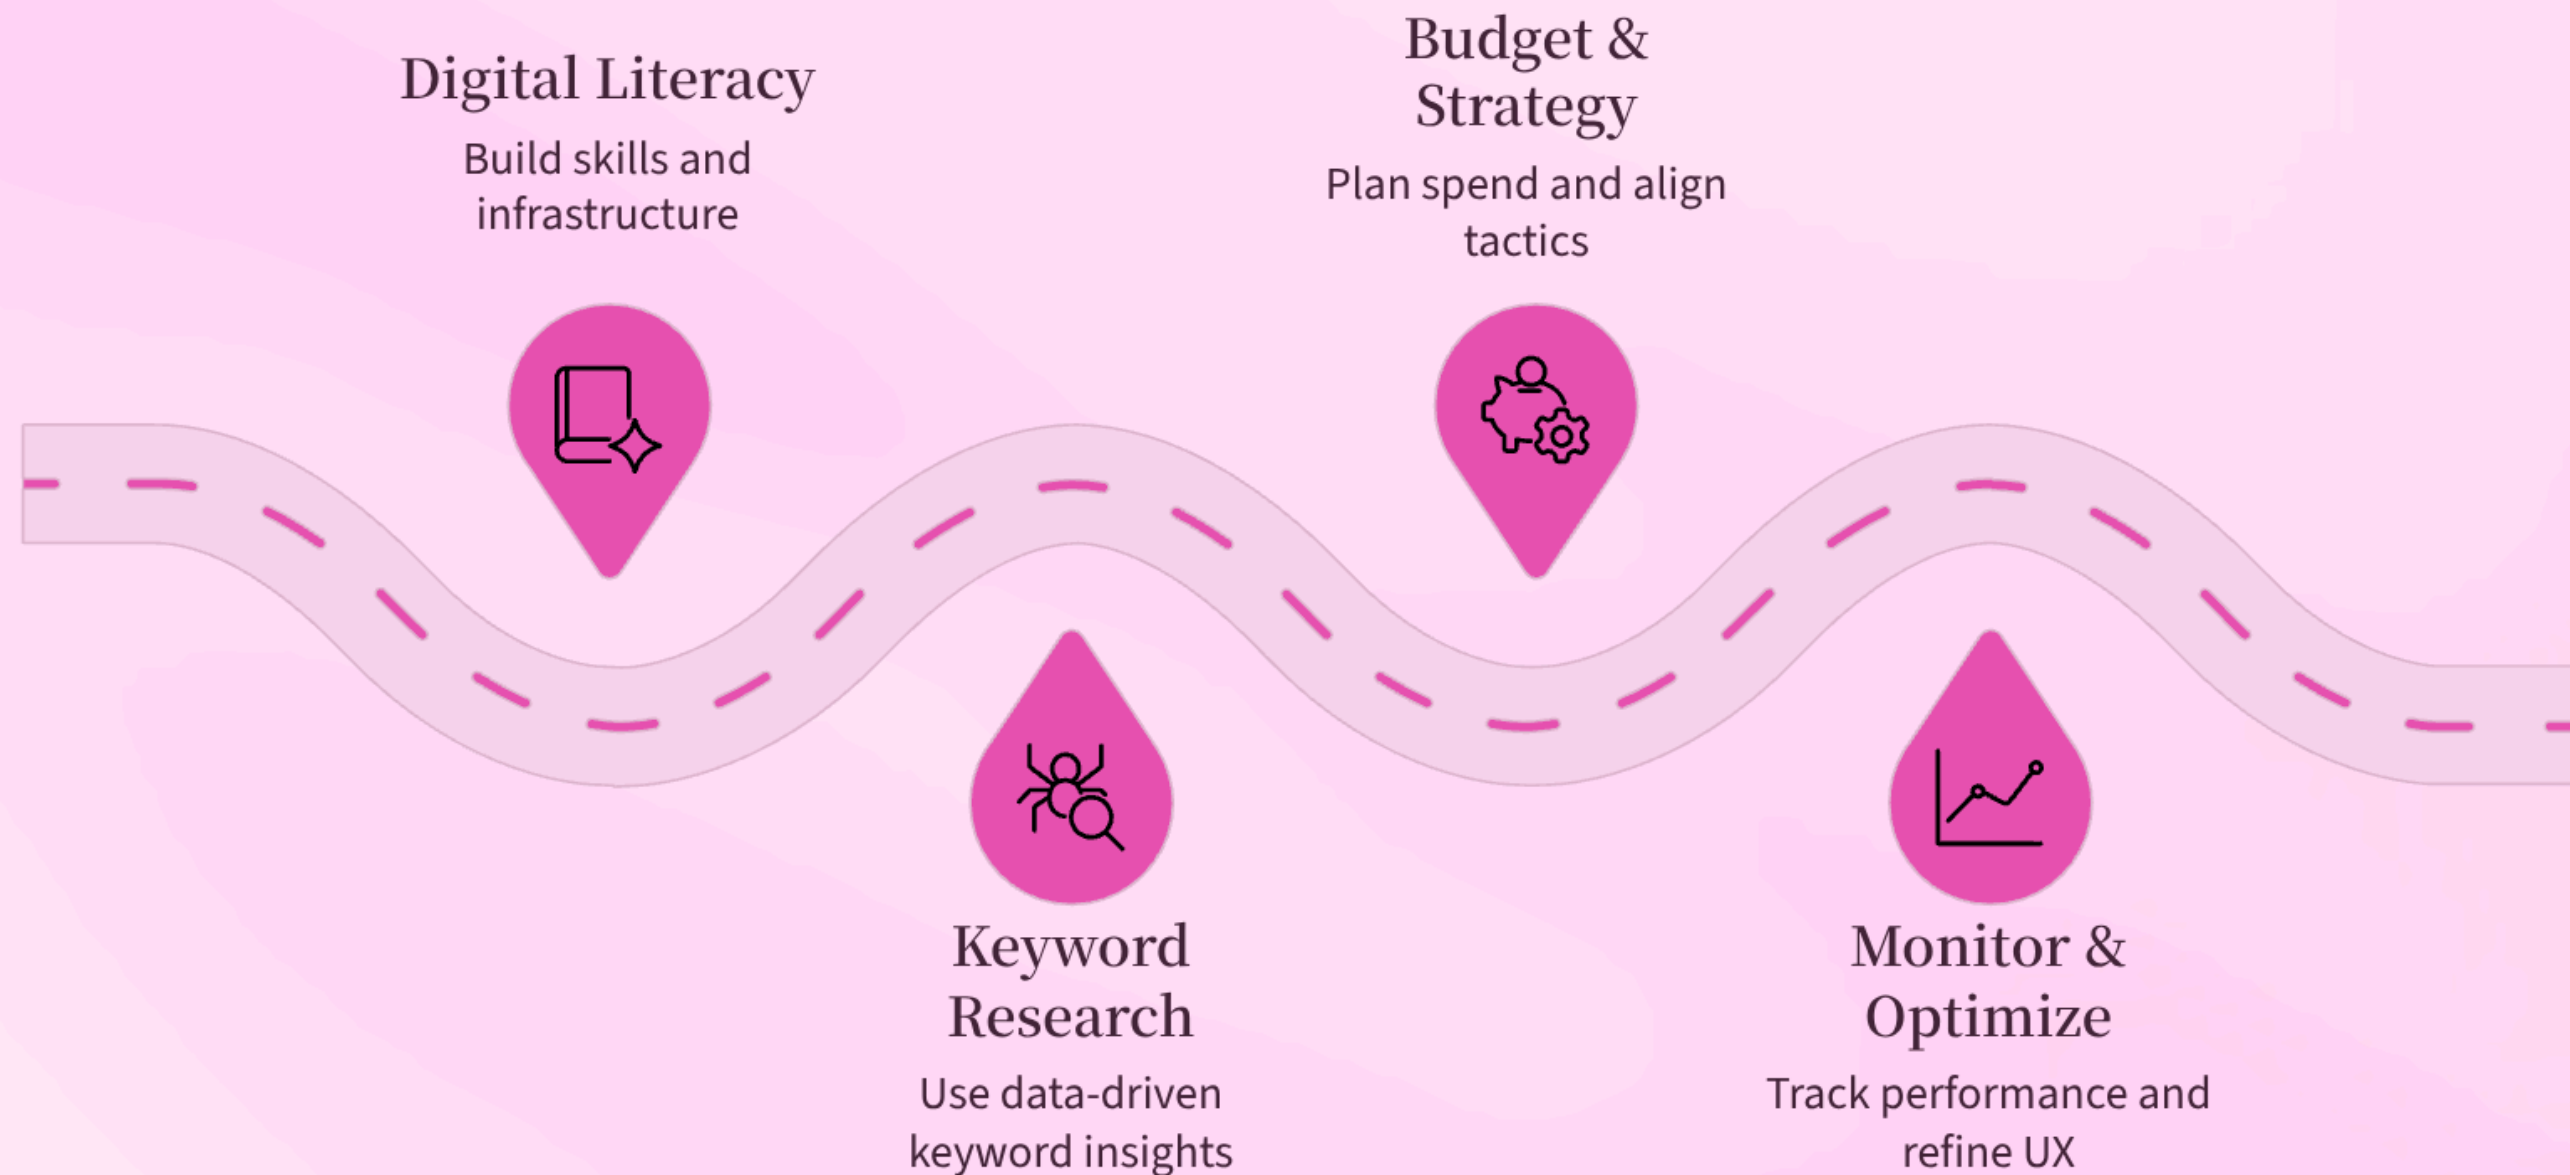 Digital Literacy
Build skills and
infrastructure
Keyword
Research
Use data-driven
keyword insights
Budget &
Strategy
Plan spend and align
tactics
Monitor &
Optimize
Track performance and
refine UX